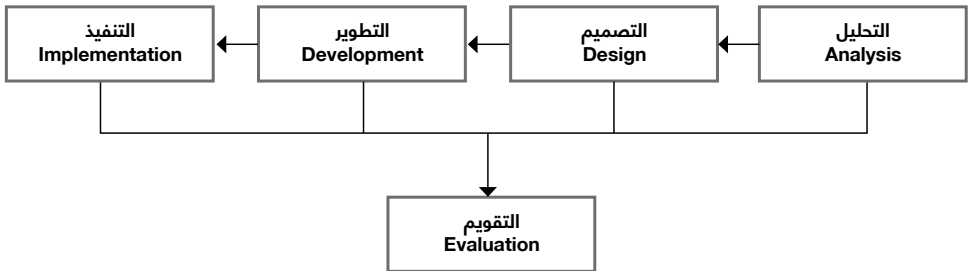 التحليل
Analysis
التصميم
Design
التطوير
Development
التنفيذ
Implementation
التقويم
Evaluation